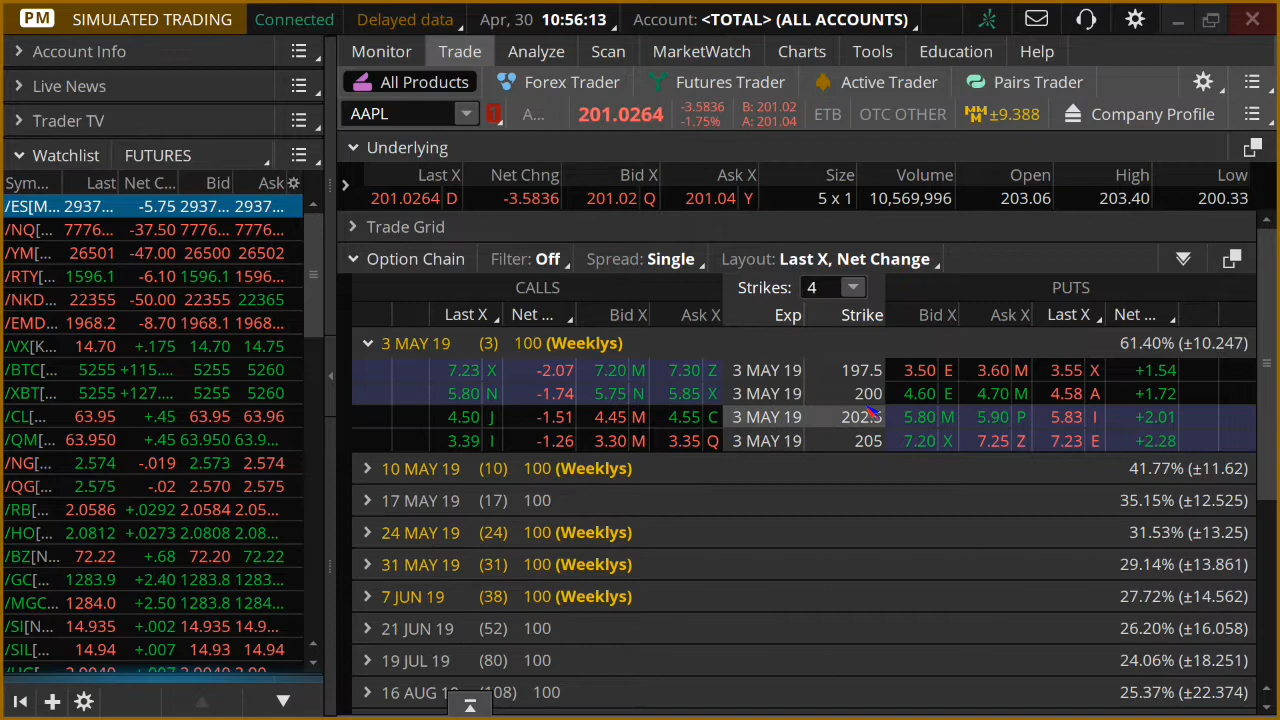 PM SIMULATED TRADING Connected Delayed data Apr, 30 10:56:13 Account: <TOTAL> (ALL ACCOUNTS)
Account Info
Live News
Trader TV
Watchlist FUTURES
Sym... Last Net C... Bid Ask
/ES[M... 2937... -5.75 2937... 2937...
/NQ[... 7776... -37.50 7776... 7776...
/YM[... 26501 -47.00 26500 26502
/RTY[... 1596.1 -6.10 1596.1 1596...
/NKD... 22355 -50.00 22355 22365
/EMD... 1968.2 -8.70 1968.1 1968...
/VX[K... 14.70 +.175 14.70 14.75
/BTC[... 5255 +115.... 5255 5255...
/XBT[... 5255 +127... 5255 5255...
/CL[... 63.95 +.45 63.95 63.96
/QM[... 63.950 +.45 63.95 63.95...
/NG[... 2.574 -.019 2.573 2.574
/QG[... 2.575 -.02 2.570 2.575
/RB[... 2.0586 +.0292 2.0584 2.05...
/HO[... 2.0812 +.0273 2.0808 2.08...
/BZ[N... 72.22 +.68 72.20 72.22
/GC[... 1283.9 +2.40 1283.8 1283...
/MGC... 1284.0 +2.50 1283.8 1284...
/SI[N... 14.935 +.002 14.935 14.9...
/SIL[... 14.94 +.007 14.93 14.94
Monitor Trade Analyze Scan MarketWatch Charts Tools Education Help
All Products Forex Trader Futures Trader Active Trader Pairs Trader
AAPL 1 A... 201.0264 -3.5836 -1.75% B: 201.02 A: 201.04 ETB OTC OTHER MMM ±9.388 Company Profile
Underlying
Last X Net Chng Bid X Ask X Size Volume Open High Low
201.0264 D -3.5836 201.02 Q 201.04 Y 5 x 1 10,569,996 203.06 203.40 200.33
Trade Grid
Option Chain Filter: Off Spread: Single Layout: Last X, Net Change
CALLS Strikes: 4 PUTS
Last X Net ... Bid X Ask X Exp Strike Bid X Ask X Last X Net ...
3 MAY 19 (3) 100 (Weeklys) 61.40% (±10.247)
7.23 X -2.07 7.20 M 7.30 Z 3 MAY 19 197.5 3.50 E 3.60 M 3.55 X +1.54
5.80 N -1.74 5.75 N 5.85 X 3 MAY 19 200 4.60 E 4.70 M 4.58 A +1.72
4.50 J -1.51 4.45 M 4.55 C 3 MAY 19 202.5 5.80 M 5.90 P 5.83 I +2.01
3.39 I -1.26 3.30 M 3.35 Q 3 MAY 19 205 7.20 X 7.25 Z 7.23 E +2.28
10 MAY 19 (10) 100 (Weeklys) 41.77% (±11.62)
17 MAY 19 (17) 100 35.15% (±12.525)
24 MAY 19 (24) 100 (Weeklys) 31.53% (±13.25)
31 MAY 19 (31) 100 (Weeklys) 29.14% (±13.861)
7 JUN 19 (38) 100 (Weeklys) 27.72% (±14.562)
21 JUN 19 (52) 100 26.20% (±16.058)
19 JUL 19 (80) 100 24.06% (±18.251)
16 AUG 19 (108) 100 25.37% (±22.374)